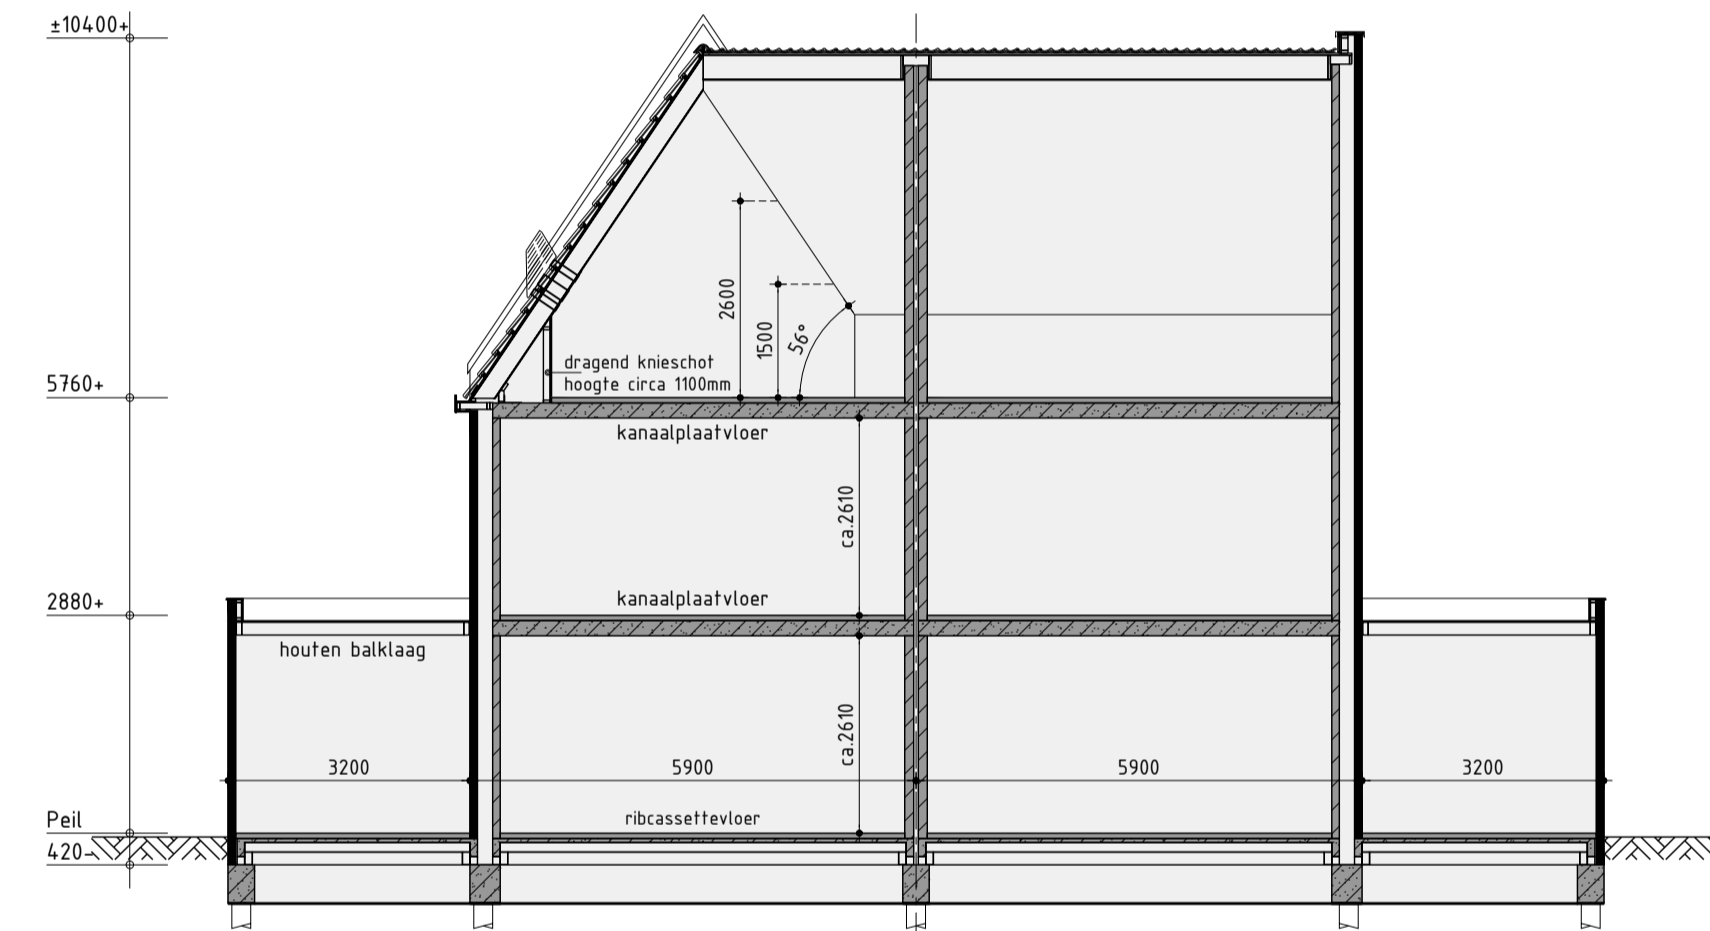 ±10400+
2600
1500
56°
dragend knieschot
hoogte circa 1100mm
5760+
kanaalplaatvloer
ca.2610
2880+
kanaalplaatvloer
houten balklaag
ca.2610
3200
5900
5900
3200
Peil
ribcassettevloer
420-